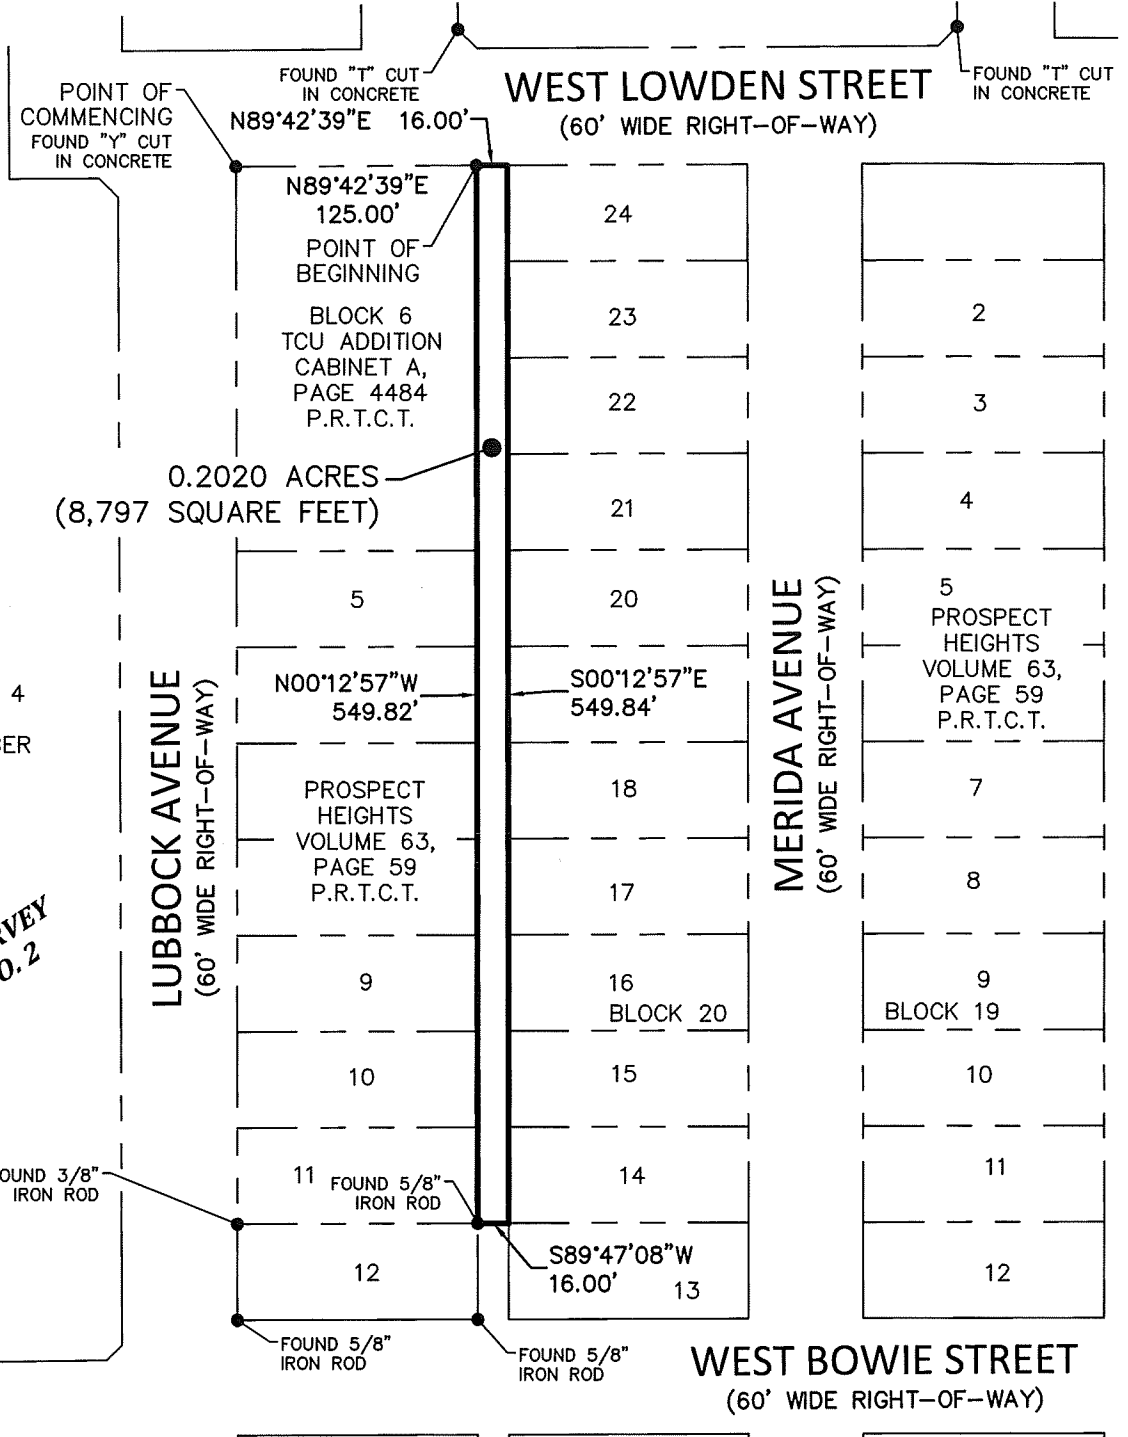 FOUND "T" CUT
IN CONCRETE
WEST LOWDEN STREET
(60' WIDE RIGHT-OF-WAY)
FOUND "T" CUT
IN CONCRETE
POINT OF
COMMENCING
FOUND "Y" CUT
IN CONCRETE
N89°42'39"E 16.00'
N89°42'39"E
125.00'
POINT OF
BEGINNING
BLOCK 6
TCU ADDITION
CABINET A,
PAGE 4484
P.R.T.C.T.
0.2020 ACRES
(8,797 SQUARE FEET)
24
23
22
21
20
2
3
4
5
PROSPECT
HEIGHTS
VOLUME 63,
PAGE 59
P.R.T.C.T.
5
N00°12'57"W
549.82'
S00°12'57"E
549.84'
LUBBOCK AVENUE
(60' WIDE RIGHT-OF-WAY)
MERIDA AVENUE
(60' WIDE RIGHT-OF-WAY)
4
PROSPECT
HEIGHTS
VOLUME 63,
PAGE 59
P.R.T.C.T.
18
17
16
BLOCK 20
15
14
7
8
9
BLOCK 19
10
11
12
9
10
11
O. 2
FOUND 5/8"
IRON ROD
IRON ROD
12
S89°47'08"W
16.00'
13
FOUND 5/8"
IRON ROD
FOUND 5/8"
IRON ROD
WEST BOWIE STREET
(60' WIDE RIGHT-OF-WAY)